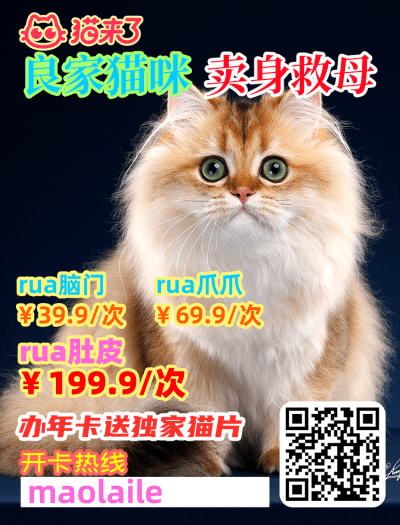 猫来了
良家猫咪 卖身救母
rua脑门 rua爪爪
￥39.9/次 ￥69.9/次
rua肚皮
￥199.9/次
办年卡送独家猫片
开卡热线
maolaile